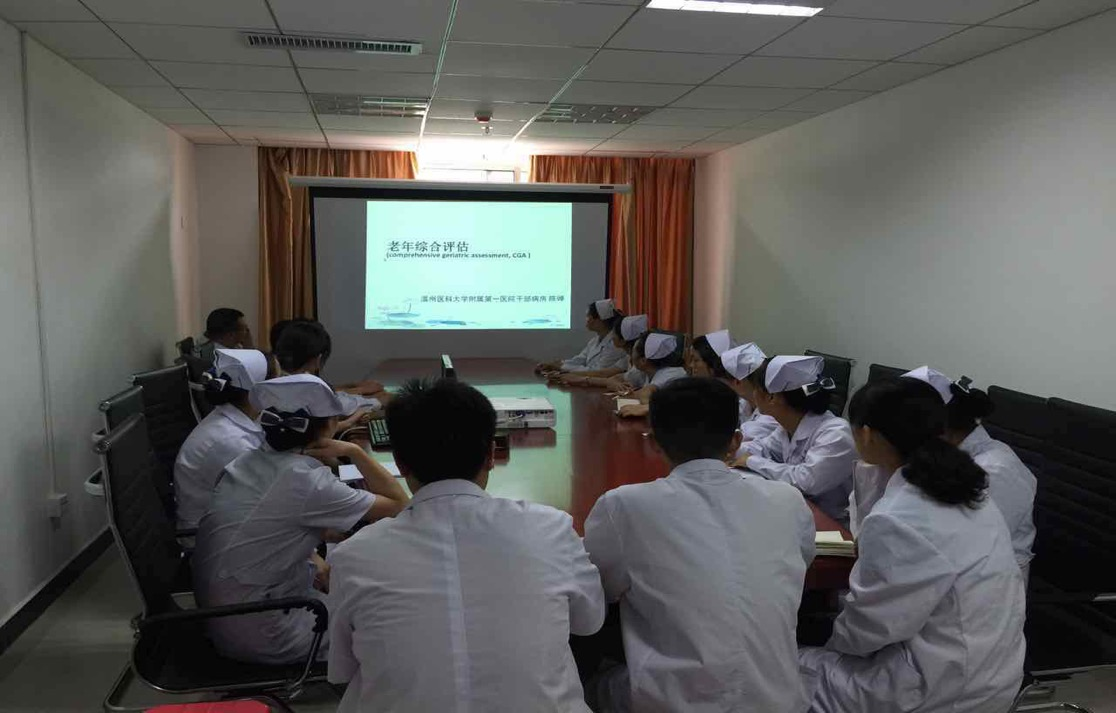 老年综合评估
(comprehensive geriatric assessment, CGA )
温州医科大学附属第一医院干部病房 陈